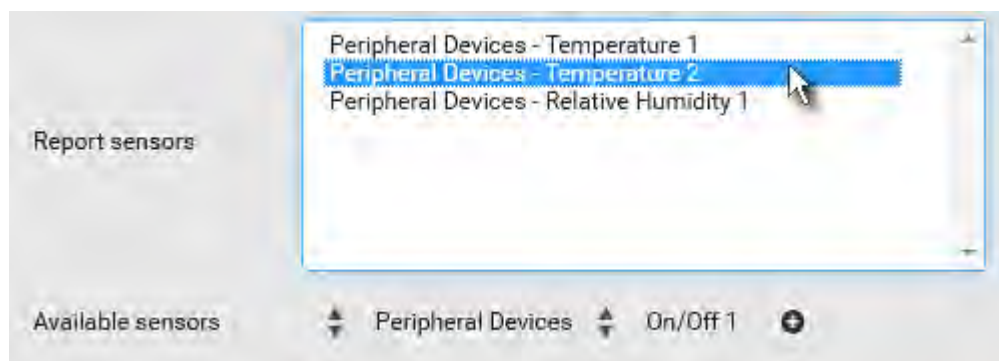 Peripheral Devices - Temperature 1
Peripheral Devices - Temperature 2
Peripheral Devices - Relative Humidity 1
Report sensors
Available sensors Peripheral Devices On/Off 1